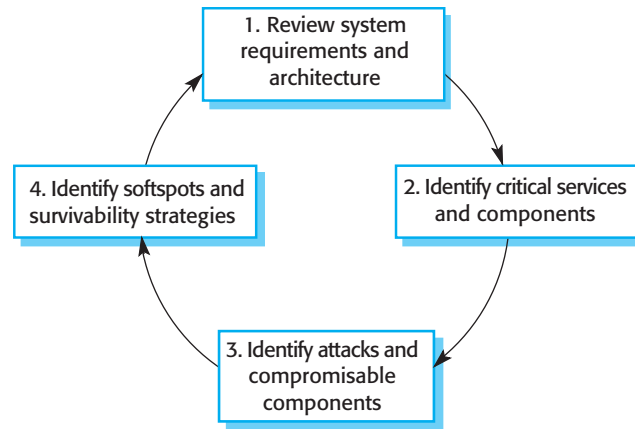 1. Review system
requirements and
architecture
2. Identify critical services
and components
3. Identify attacks and
compromisable
components
4. Identify softspots and
survivability strategies